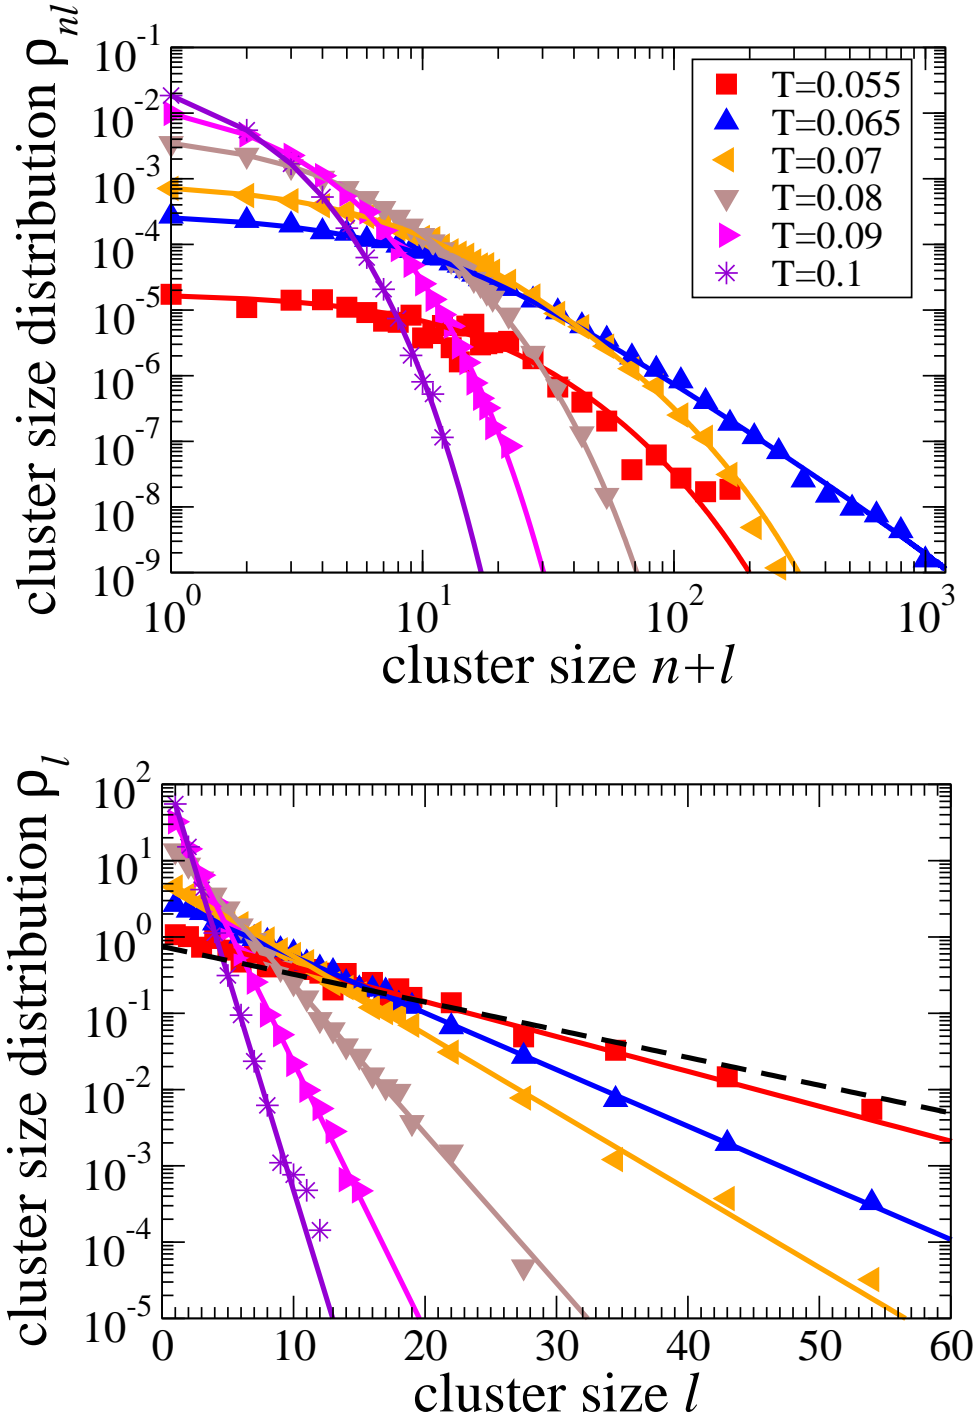 cluster size distribution ρnl
10^-1
10^-2
10^-3
10^-4
10^-5
10^-6
10^-7
10^-8
10^-9
T=0.055
T=0.065
T=0.07
T=0.08
T=0.09
T=0.1
10^0 10^1 10^2 10^3
cluster size n+l
cluster size distribution ρl
10^2
10^1
10^0
10^-1
10^-2
10^-3
10^-4
10^-5
0 10 20 30 40 50 60
cluster size l